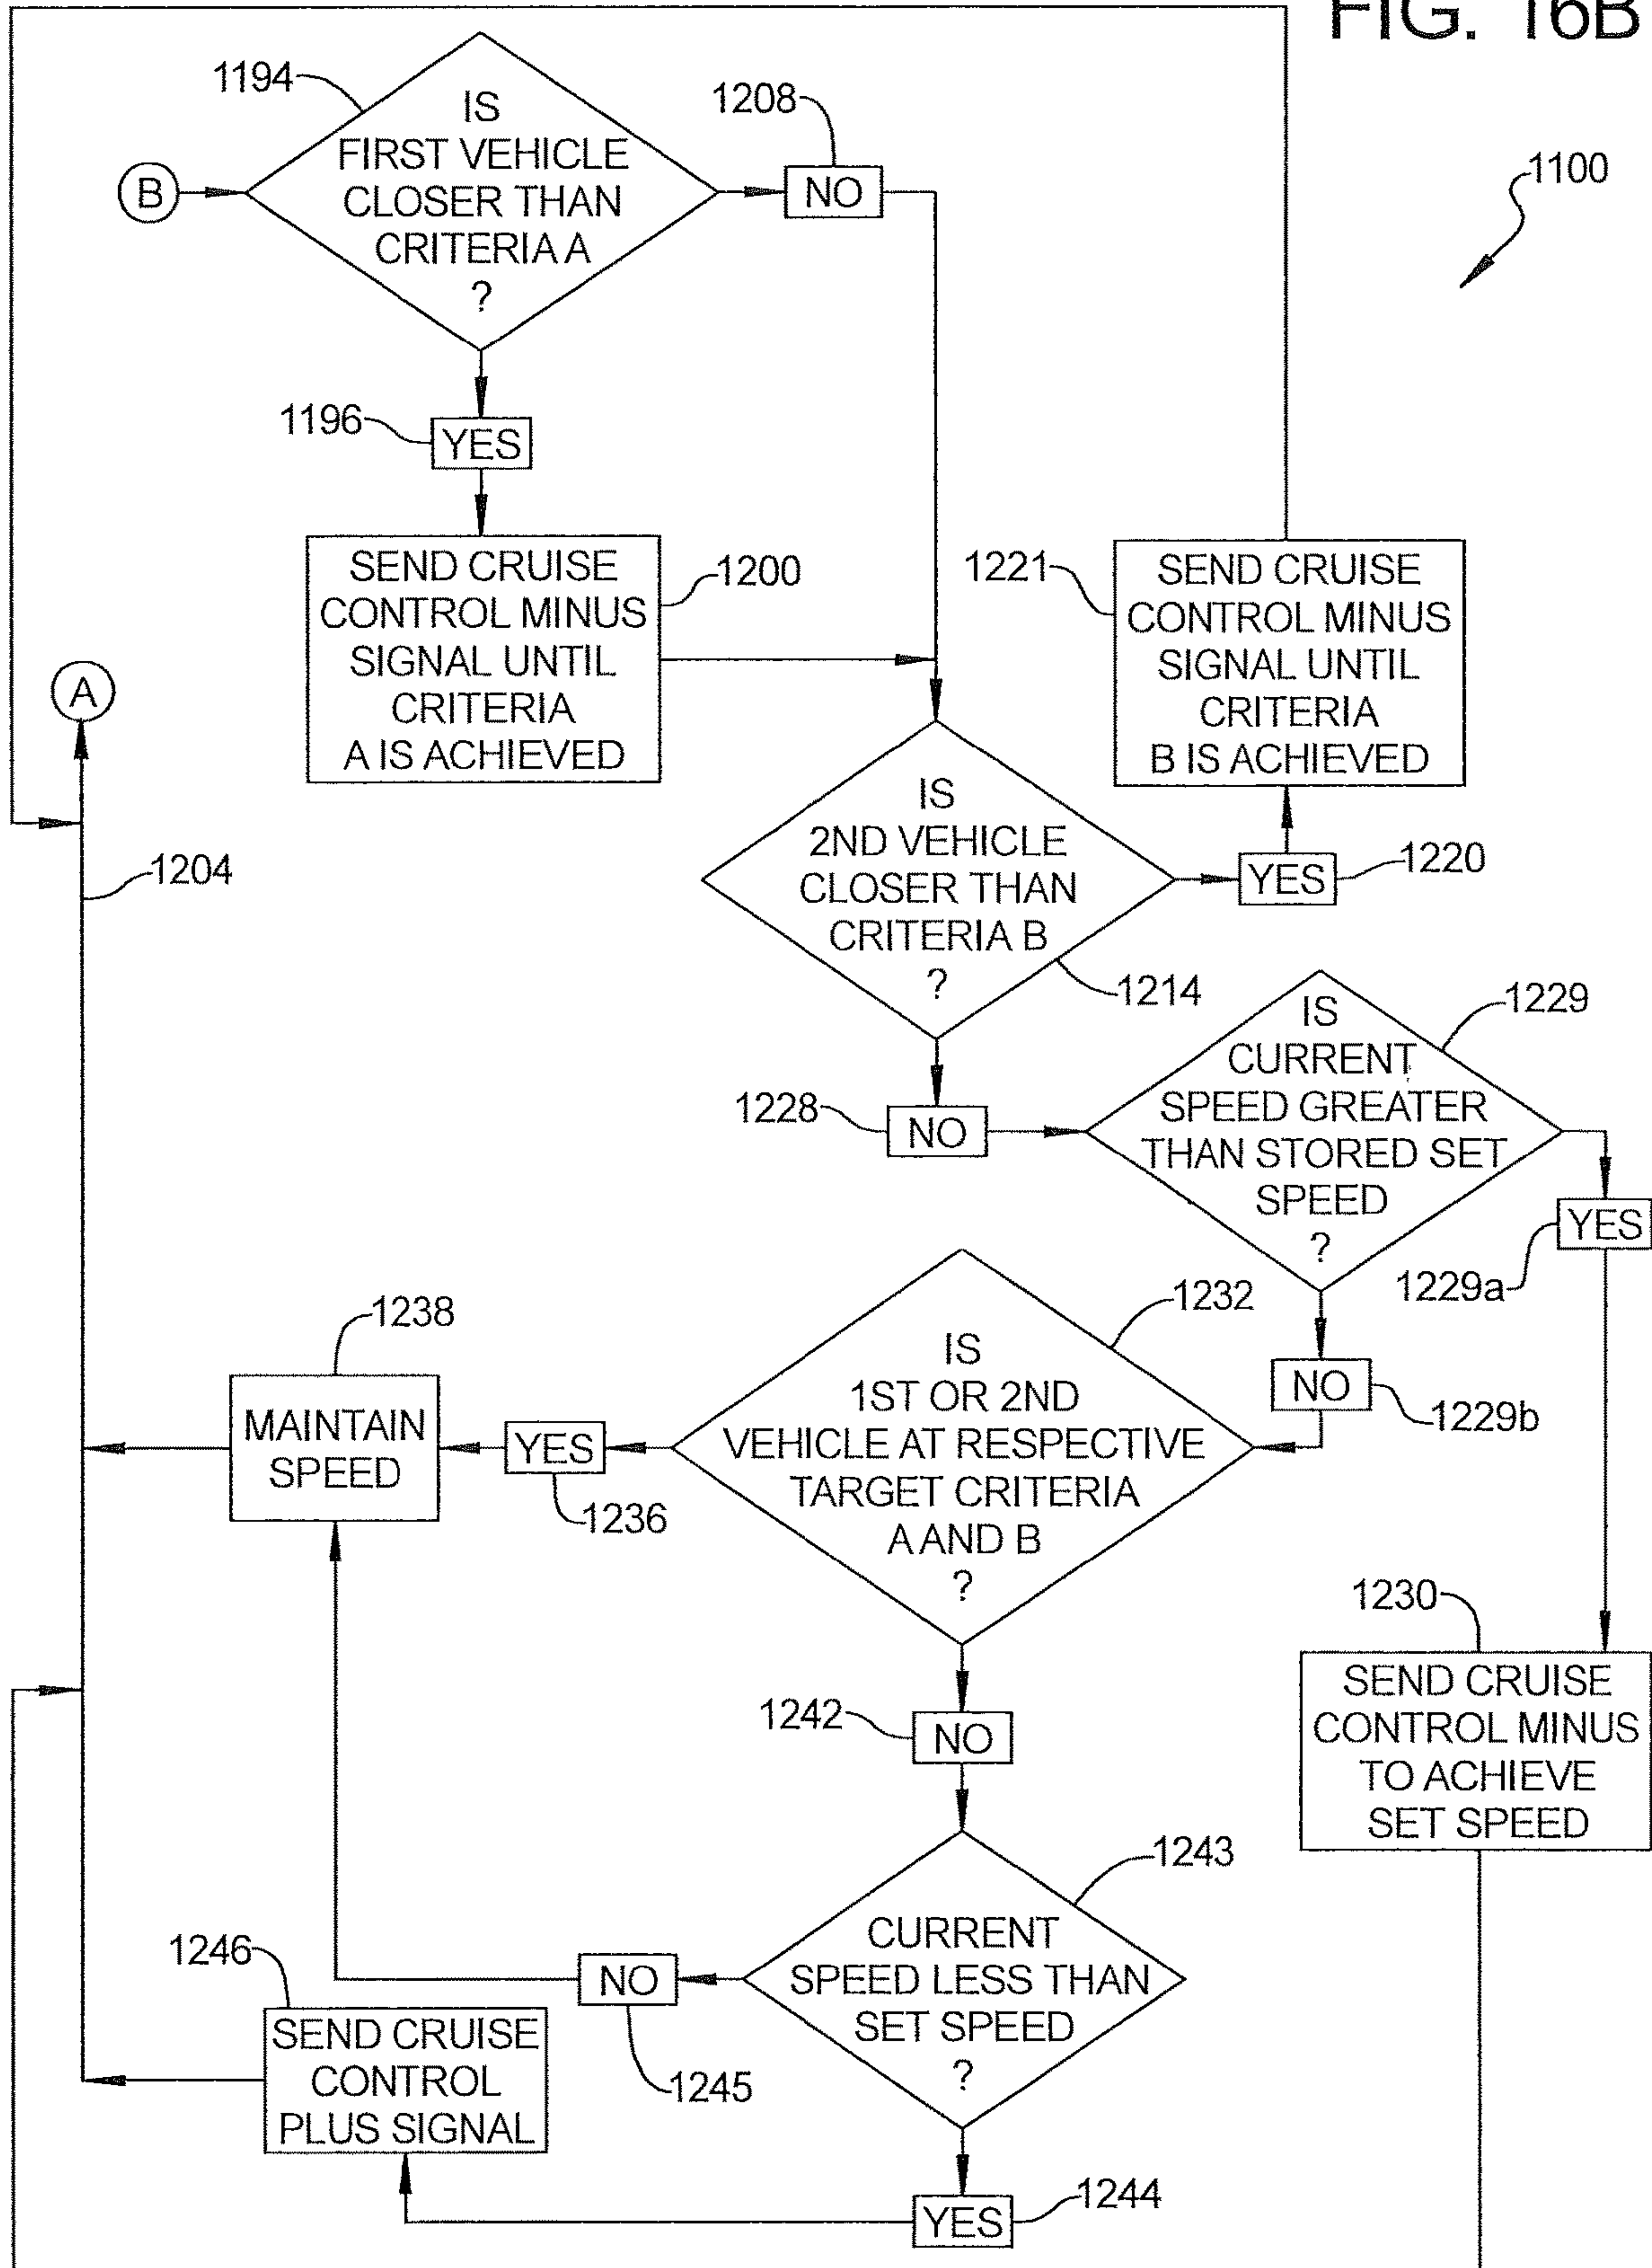 FIG. 16B
1194
IS
FIRST VEHICLE
CLOSER THAN
CRITERIA A
?
1208
NO
B
1100
1196
YES
SEND CRUISE
CONTROL MINUS
SIGNAL UNTIL
CRITERIA
A IS ACHIEVED
1200
1221
SEND CRUISE
CONTROL MINUS
SIGNAL UNTIL
CRITERIA
B IS ACHIEVED
A
1204
IS
2ND VEHICLE
CLOSER THAN
CRITERIA B
?
YES
1220
1214
1228
NO
IS
CURRENT
SPEED GREATER
THAN STORED SET
SPEED
?
1229
YES
1229a
NO
1229b
1232
IS
1ST OR 2ND
VEHICLE AT RESPECTIVE
TARGET CRITERIA
A AND B
?
1238
MAINTAIN
SPEED
YES
1236
1230
SEND CRUISE
CONTROL MINUS
TO ACHIEVE
SET SPEED
1242
NO
1243
CURRENT
SPEED LESS THAN
SET SPEED
?
1246
SEND CRUISE
CONTROL
PLUS SIGNAL
NO
1245
YES
1244